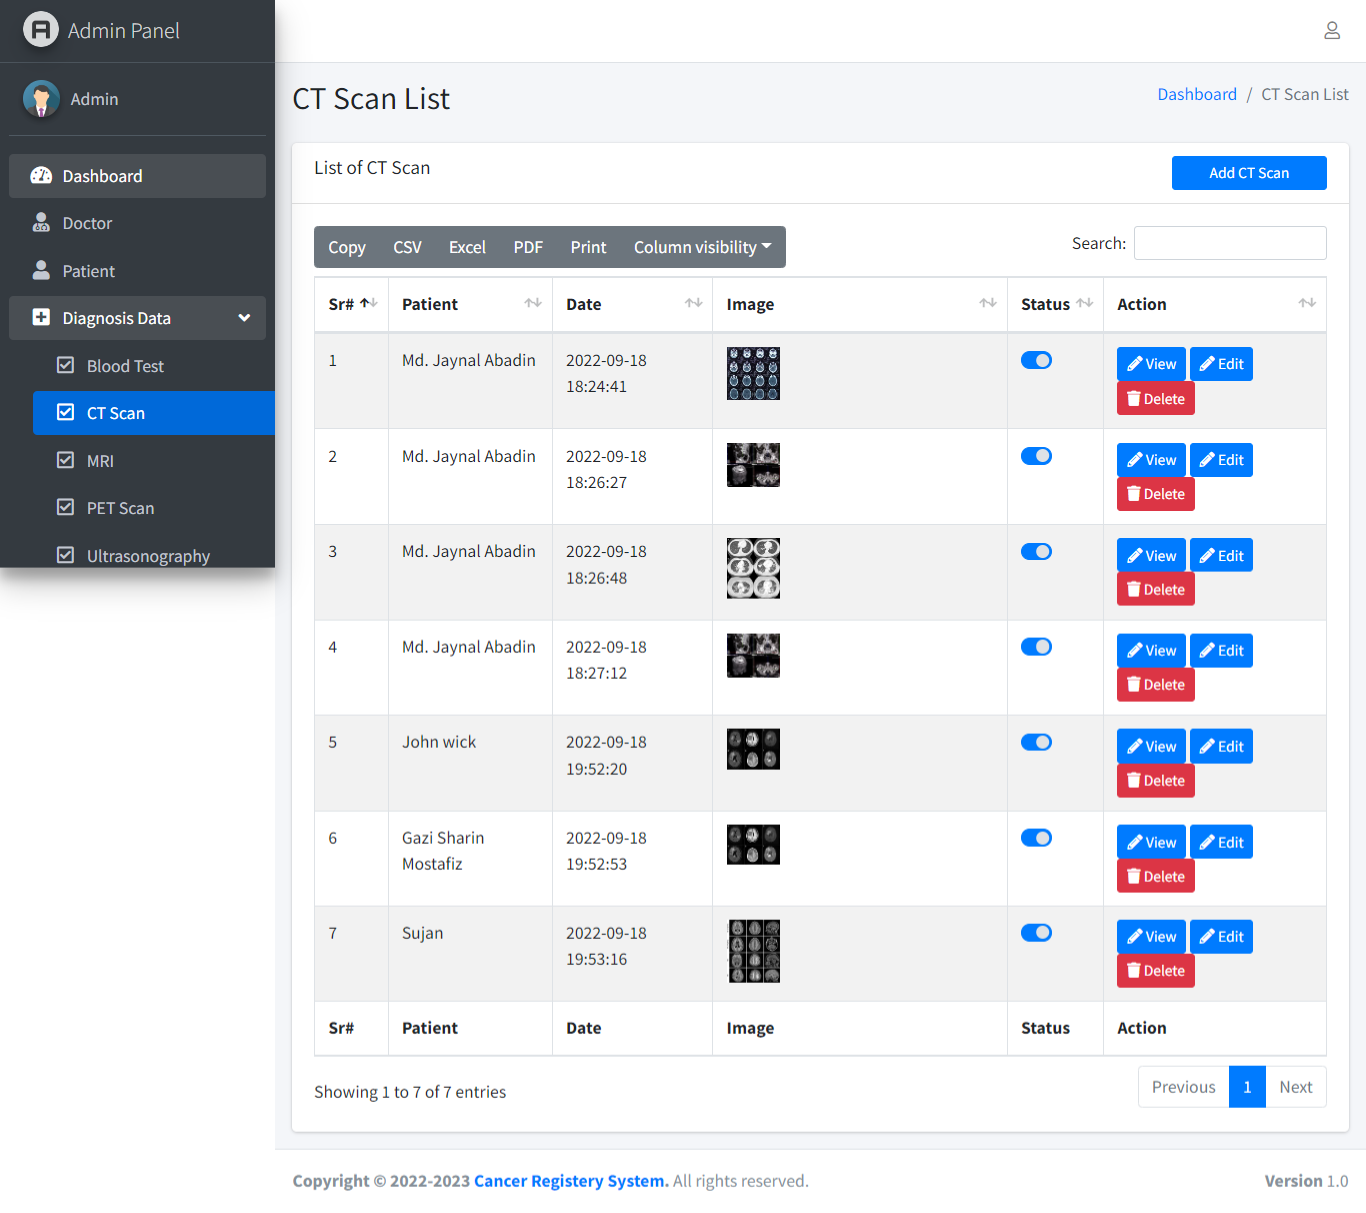 Admin Panel
Admin
Dashboard
Doctor
Patient
Diagnosis Data
Blood Test
CT Scan
MRI
PET Scan
Ultrasonography
CT Scan List
Dashboard / CT Scan List
List of CT Scan
Add CT Scan
Copy CSV Excel PDF Print Column visibility
Search:
Sr# Patient Date Image Status Action
1 Md. Jaynal Abadin 2022-09-18 View Edit
18:24:41 Delete
2 Md. Jaynal Abadin 2022-09-18 View Edit
18:26:27 Delete
3 Md. Jaynal Abadin 2022-09-18 View Edit
18:26:48 Delete
4 Md. Jaynal Abadin 2022-09-18 View Edit
18:27:12 Delete
5 John wick 2022-09-18 View Edit
19:52:20 Delete
6 Gazi Sharin 2022-09-18 View Edit
Mostafiz 19:52:53 Delete
7 Sujan 2022-09-18 View Edit
19:53:16 Delete
Sr# Patient Date Image Status Action
Showing 1 to 7 of 7 entries
Previous 1 Next
Copyright © 2022-2023 Cancer Registery System. All rights reserved.
Version 1.0